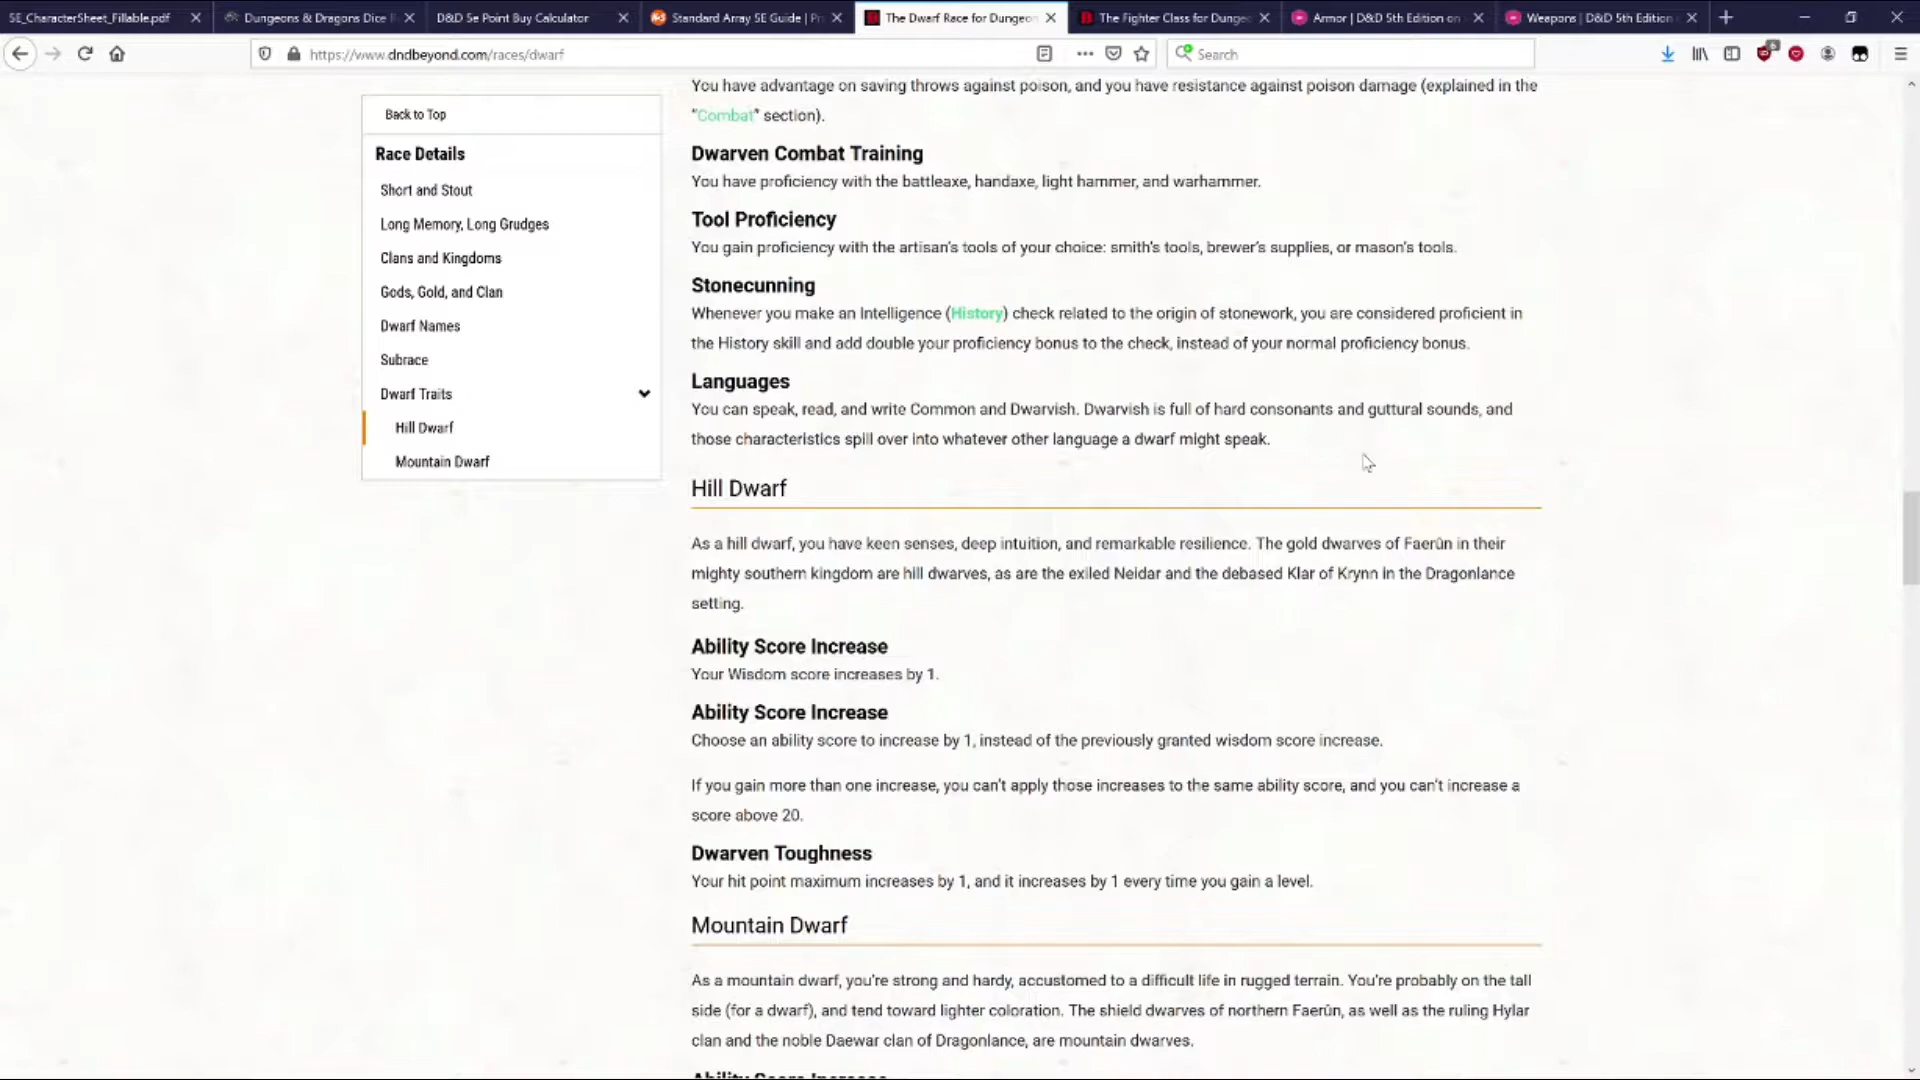 5E_CharacterSheet_Fillable.pdf
Dungeons & Dragons Dice
D&D 5e Point Buy Calculator
Standard Array 5E Guide | Pr
The Dwarf Race for Dungeon
The Fighter Class for Dunge
Armor | D&D 5th Edition on
Weapons | D&D 5th Edition
https://www.dndbeyond.com/races/dwarf
Search
Back to Top
Race Details
Short and Stout
Long Memory, Long Grudges
Clans and Kingdoms
Gods, Gold, and Clan
Dwarf Names
Subrace
Dwarf Traits
Hill Dwarf
Mountain Dwarf
You have advantage on saving throws against poison, and you have resistance against poison damage (explained in the
“Combat” section).
Dwarven Combat Training
You have proficiency with the battleaxe, handaxe, light hammer, and warhammer.
Tool Proficiency
You gain proficiency with the artisan's tools of your choice: smith's tools, brewer's supplies, or mason's tools.
Stonecunning
Whenever you make an Intelligence (History) check related to the origin of stonework, you are considered proficient in
the History skill and add double your proficiency bonus to the check, instead of your normal proficiency bonus.
Languages
You can speak, read, and write Common and Dwarvish. Dwarvish is full of hard consonants and guttural sounds, and
those characteristics spill over into whatever other language a dwarf might speak.
Hill Dwarf
As a hill dwarf, you have keen senses, deep intuition, and remarkable resilience. The gold dwarves of Faerûn in their
mighty southern kingdom are hill dwarves, as are the exiled Neidar and the debased Klar of Krynn in the Dragonlance
setting.
Ability Score Increase
Your Wisdom score increases by 1.
Ability Score Increase
Choose an ability score to increase by 1, instead of the previously granted wisdom score increase.
If you gain more than one increase, you can't apply those increases to the same ability score, and you can't increase a
score above 20.
Dwarven Toughness
Your hit point maximum increases by 1, and it increases by 1 every time you gain a level.
Mountain Dwarf
As a mountain dwarf, you're strong and hardy, accustomed to a difficult life in rugged terrain. You're probably on the tall
side (for a dwarf), and tend toward lighter coloration. The shield dwarves of northern Faerûn, as well as the ruling Hylar
clan and the noble Daewar clan of Dragonlance, are mountain dwarves.
Ability Score Increase